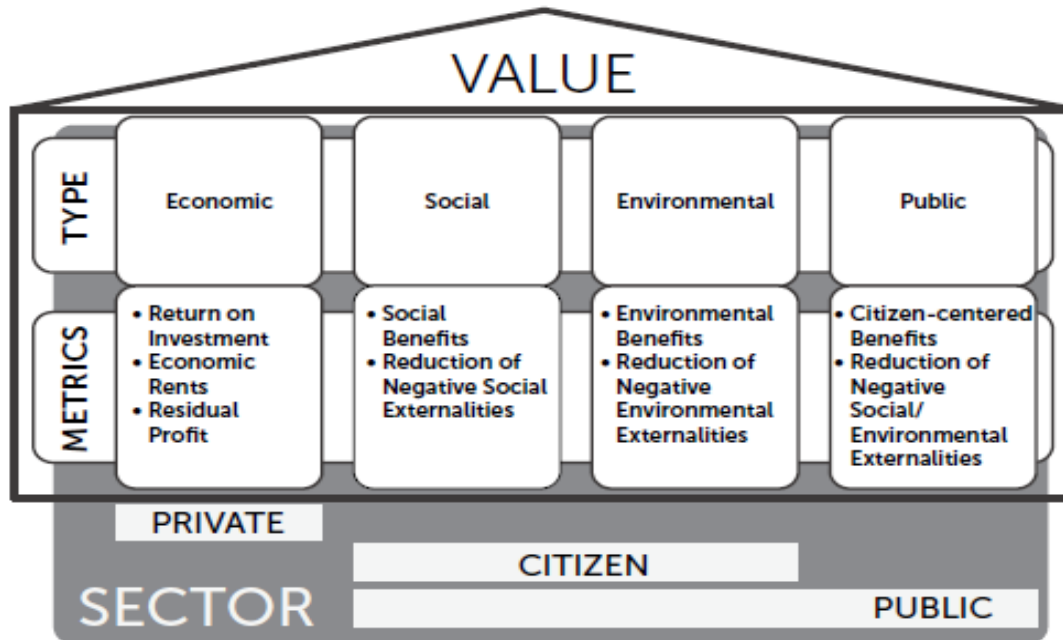 VALUE
TYPE
Economic
Social
Environmental
Public
METRICS
• Return on
Investment
• Economic
Rents
• Residual
Profit
• Social
Benefits
• Reduction of
Negative Social
Externalities
• Environmental
Benefits
• Reduction of
Negative
Environmental
Externalities
• Citizen-centered
Benefits
• Reduction of
Negative
Social/
Environmental
Externalities
PRIVATE
CITIZEN
SECTOR
PUBLIC